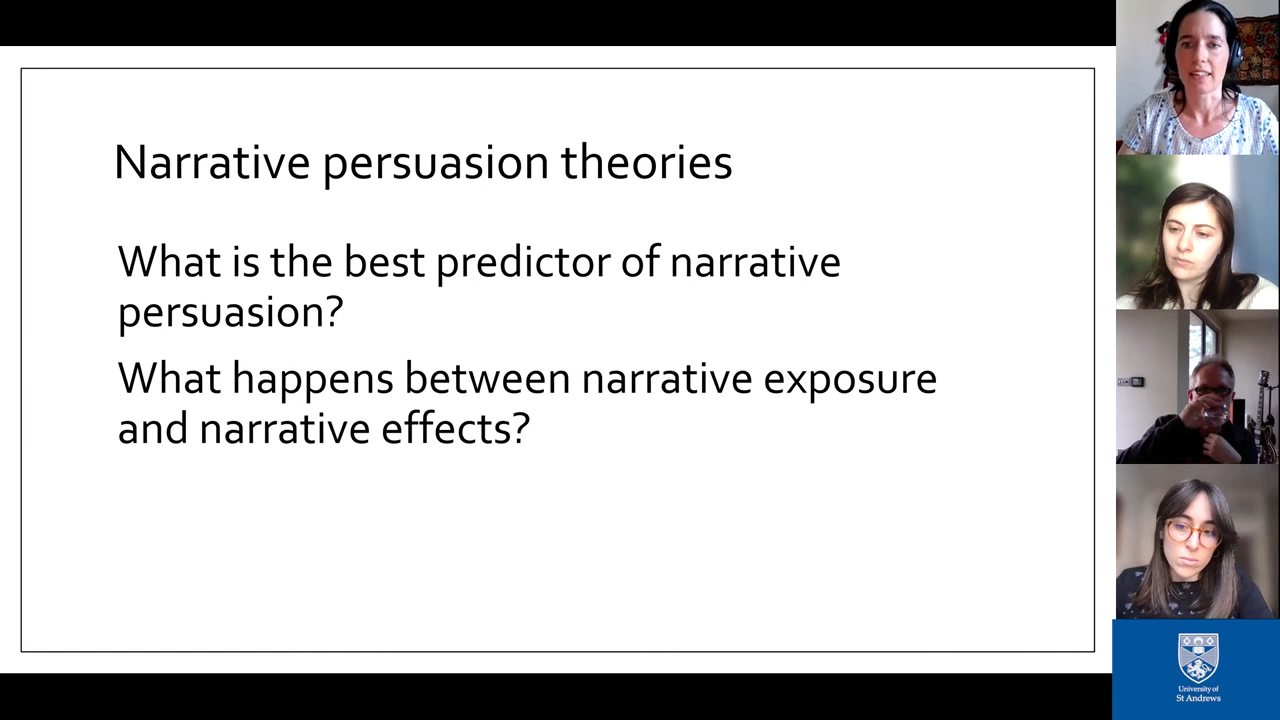 Narrative persuasion theories
What is the best predictor of narrative
persuasion?
What happens between narrative exposure
and narrative effects?
University of
St Andrews